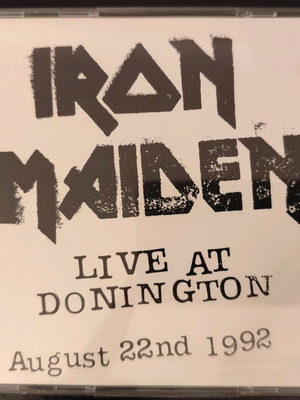 IRON
MAIDEN
LIVE AT
DONINGTON
August 22nd 1992